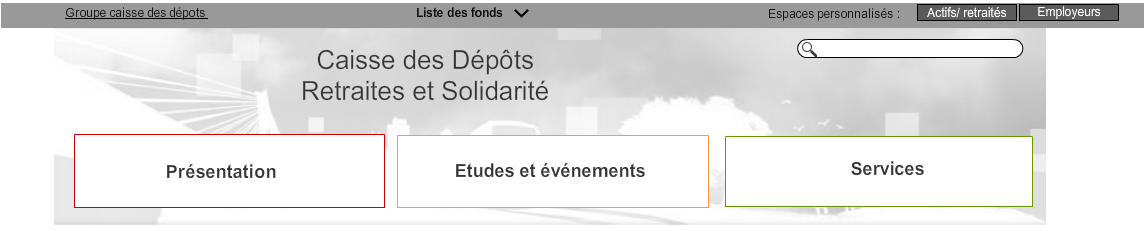 Groupe caisse des dépots
Liste des fonds
Espaces personnalisés :
Actifs/ retraités
Employeurs
Caisse des Dépôts
Retraites et Solidarité
Présentation
Etudes et événements
Services